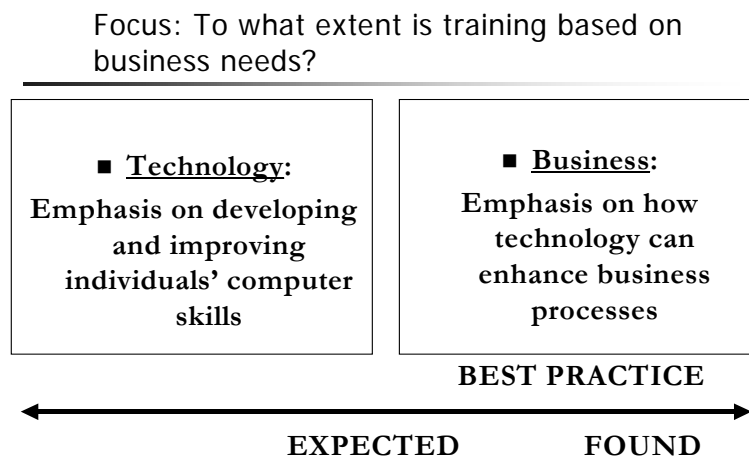 Focus: To what extent is training based on
business needs?
■ Technology:
Emphasis on developing
and improving
individuals’ computer
skills
■ Business:
Emphasis on how
technology can
enhance business
processes
BEST PRACTICE
EXPECTED FOUND